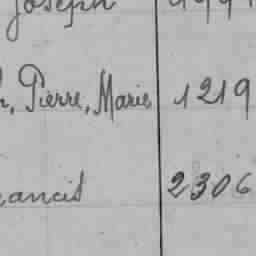 Joseph
Pierre, Marie 1219
ancis 2306